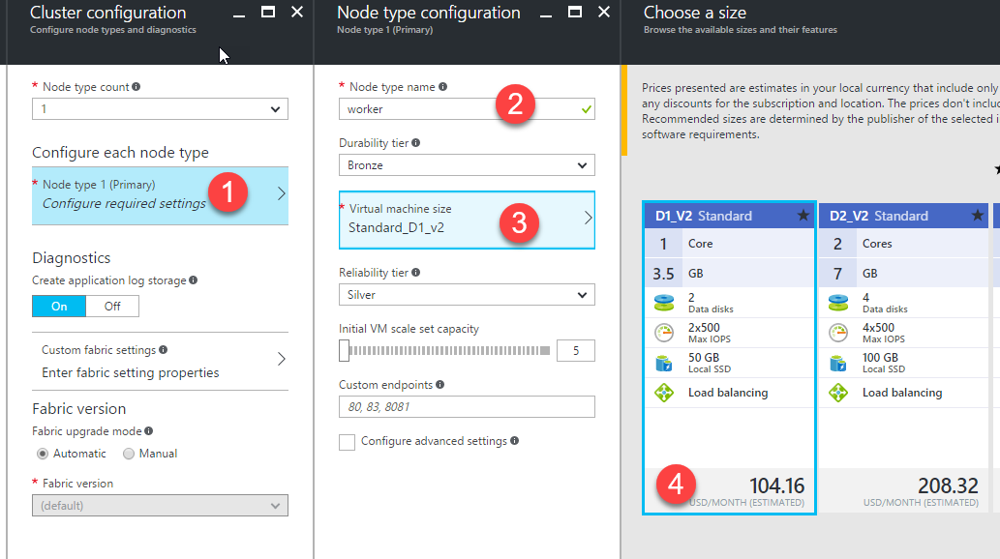 Cluster configuration
Configure node types and diagnostics
* Node type count
1
Configure each node type
* Node type 1 (Primary)
Configure required settings
1
Diagnostics
Create application log storage
On Off
Custom fabric settings
Enter fabric setting properties
Fabric version
Fabric upgrade mode
Automatic Manual
* Fabric version
(default)
Node type configuration
Node type 1 (Primary)
* Node type name
worker
2
Durability tier
Bronze
* Virtual machine size
Standard_D1_v2
3
Reliability tier
Silver
Initial VM scale set capacity
5
Custom endpoints
80, 83, 8081
Configure advanced settings
Choose a size
Browse the available sizes and their features
Prices presented are estimates in your local currency that include only
any discounts for the subscription and location. The prices don't
Recommended sizes are determined by the publisher of the selected
software requirements.
D1_V2 Standard
1 Core
3.5 GB
2
Data disks
2x500
Max IOPS
50 GB
Local SSD
Load balancing
4
104.16
USD/MONTH (ESTIMATED)
D2_V2 Standard
2 Cores
7 GB
4
Data disks
4x500
Max IOPS
100 GB
Local SSD
Load balancing
208.32
USD/MONTH (ESTIMATED)